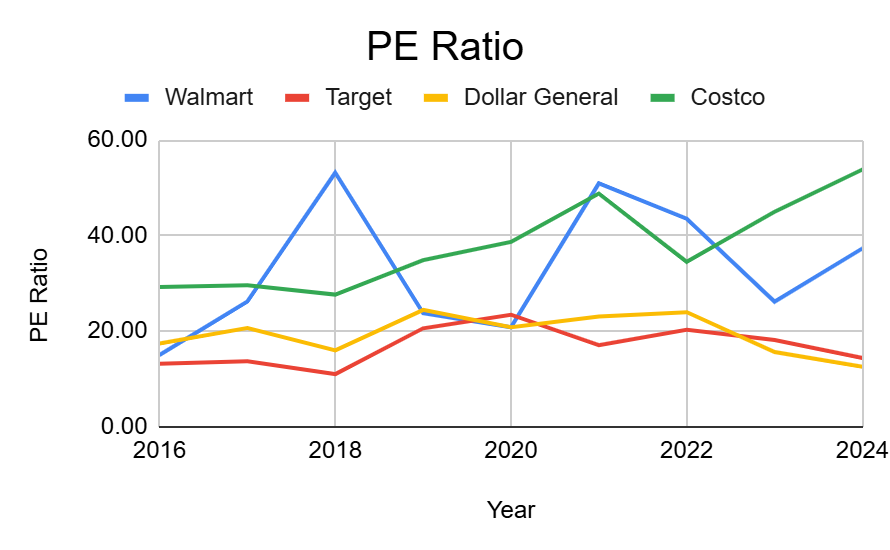 PE Ratio
Walmart Target Dollar General Costco
60.00
40.00
20.00
0.00
PE Ratio
2016 2018 2020 2022 2024
Year